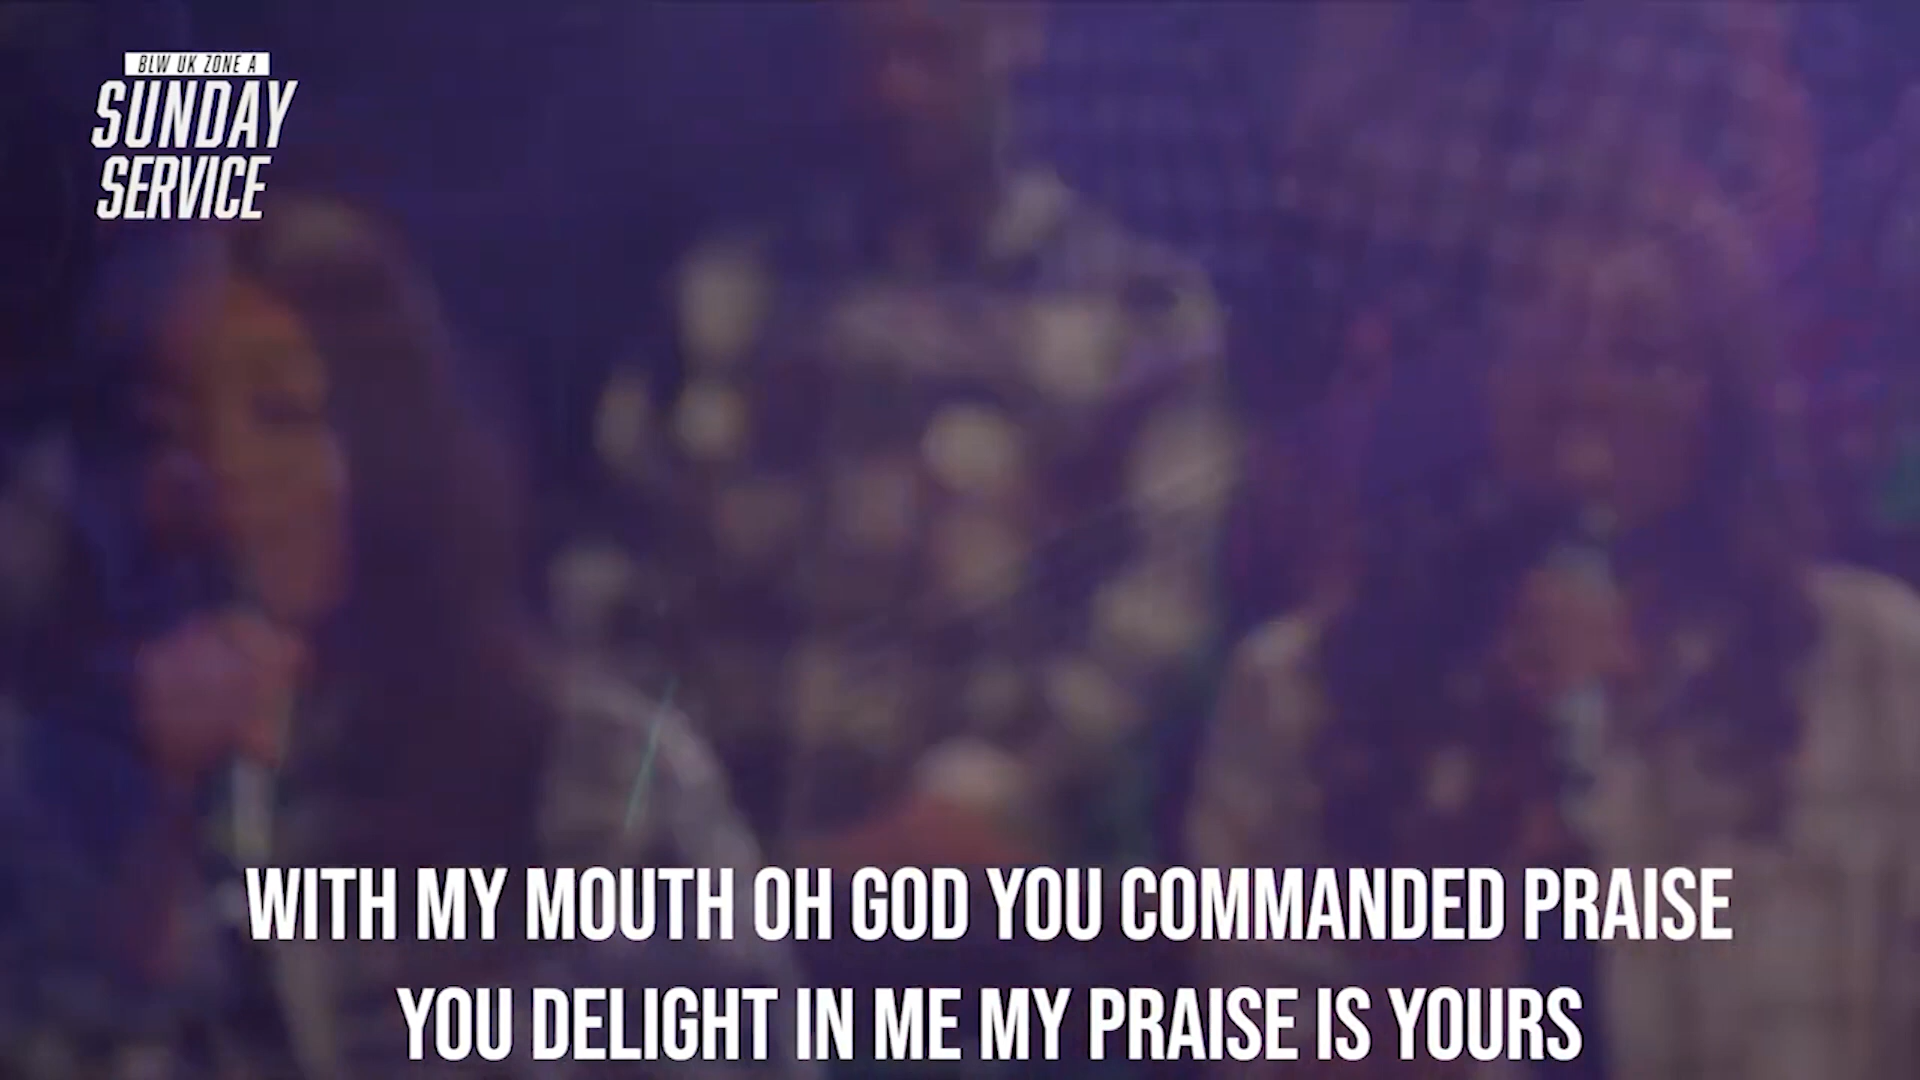 BLW UK ZONE A
SUNDAY
SERVICE
WITH MY MOUTH OH GOD YOU COMMANDED PRAISE
YOU DELIGHT IN ME MY PRAISE IS YOURS